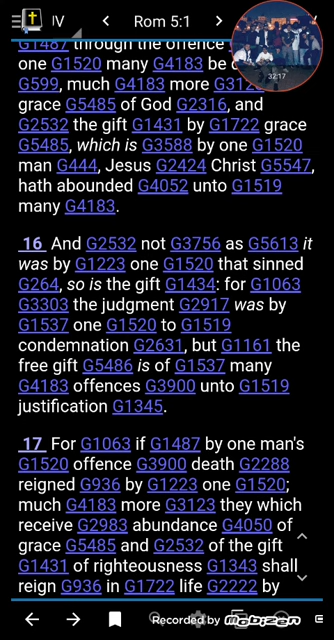 IV Rom 5:1
G1487 through the offence
one G1520 many G4183 be
G599, much G4183 more
grace G5485 of God G2316, and
G2532 the gift G1431 by G1722 grace
G5485, which is G3588 by one G1520
man G444, Jesus G2424 Christ G5547,
hath abounded G4052 unto G1519
many G4183.
16 And G2532 not G3756 as G5613 it
was by G1223 one G1520 that sinned
G264, so is the gift G1434: for G1063
G3303 the judgment G2917 was by
G1537 one G1520 to G1519
condemnation G2631, but G1161 the
free gift G5486 is of G1537 many
G4183 offences G3900 unto G1519
justification G1345.
17 For G1063 if G1487 by one man's
G1520 offence G3900 death G2288
reigned G936 by G1223 one G1520;
much G4183 more G3123 they which
receive G2983 abundance G4050 of
grace G5485 and G2532 of the gift
G1431 of righteousness G1343 shall
reign G936 in G1722 life G2222 by
32:17
Recorded by Mobizen